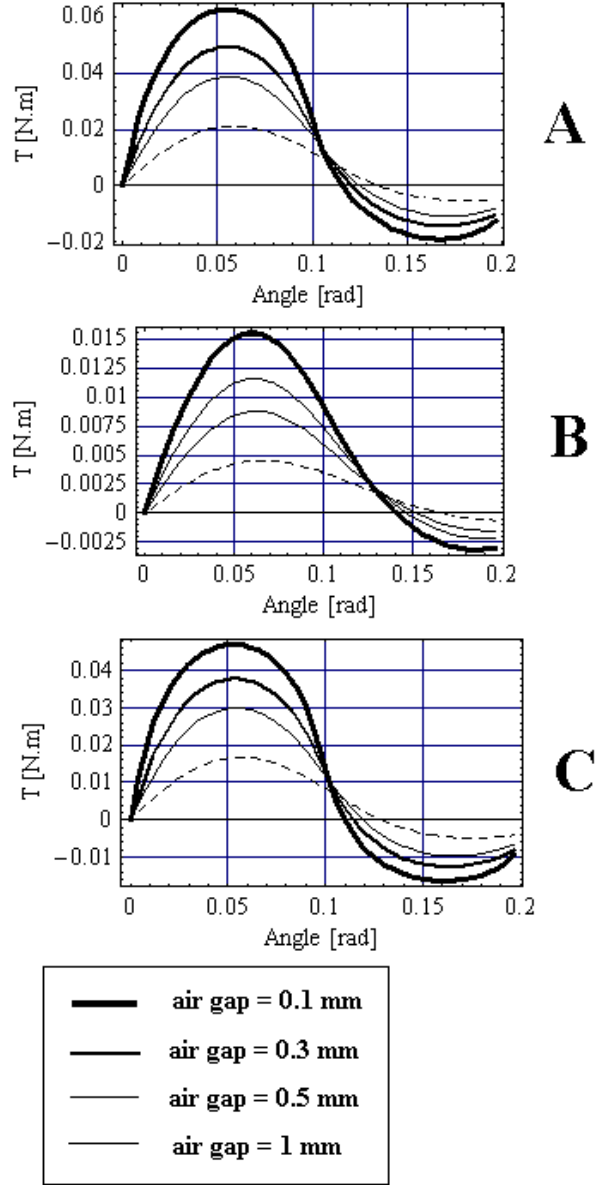 0.06
0.04
0.02
0
−0.02
T [N.m]
0 0.05 0.1 0.15 0.2
Angle [rad]
A
0.015
0.0125
0.01
0.0075
0.005
0.0025
0
−0.0025
T [N.m]
0 0.05 0.1 0.15 0.2
Angle [rad]
B
0.04
0.03
0.02
0.01
0
−0.01
T [N.m]
0 0.05 0.1 0.15 0.2
Angle [rad]
C
air gap = 0.1 mm
air gap = 0.3 mm
air gap = 0.5 mm
air gap = 1 mm